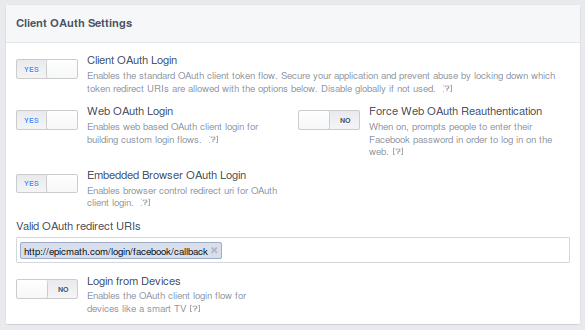 Client OAuth Settings
YES
Client OAuth Login
Enables the standard OAuth client token flow. Secure your application and prevent abuse by locking down which
token redirect URIs are allowed with the options below. Disable globally if not used. [?]
YES
Web OAuth Login
Enables web based OAuth client login for
building custom login flows. [?]
NO
Force Web OAuth Reauthentication
When on, prompts people to enter their
Facebook password in order to log in on the
web. [?]
YES
Embedded Browser OAuth Login
Enables browser control redirect uri for OAuth
client login. [?]
Valid OAuth redirect URIs
http://epicmath.com/login/facebook/callback
NO
Login from Devices
Enables the OAuth client login flow for
devices like a smart TV [?]